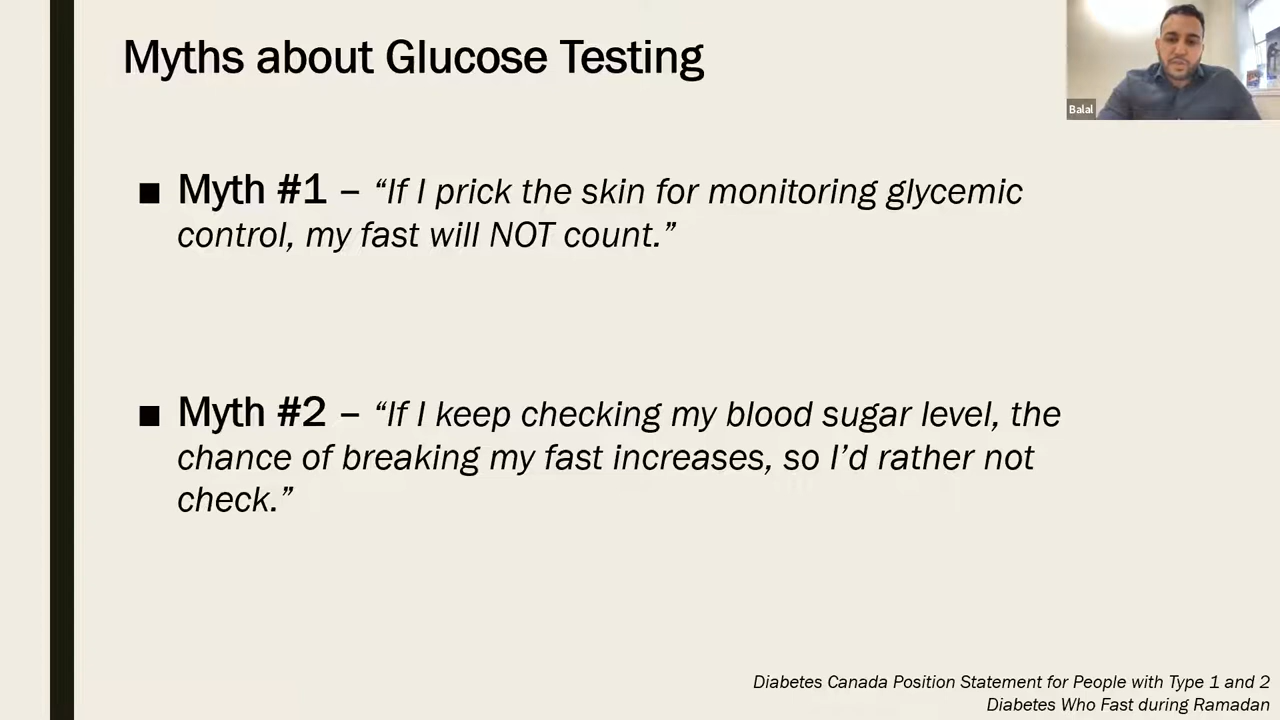 Myths about Glucose Testing
Balal
■ Myth #1 – “If I prick the skin for monitoring glycemic
control, my fast will NOT count.”
■ Myth #2 – “If I keep checking my blood sugar level, the
chance of breaking my fast increases, so I’d rather not
check.”
Diabetes Canada Position Statement for People with Type 1 and 2
Diabetes Who Fast during Ramadan